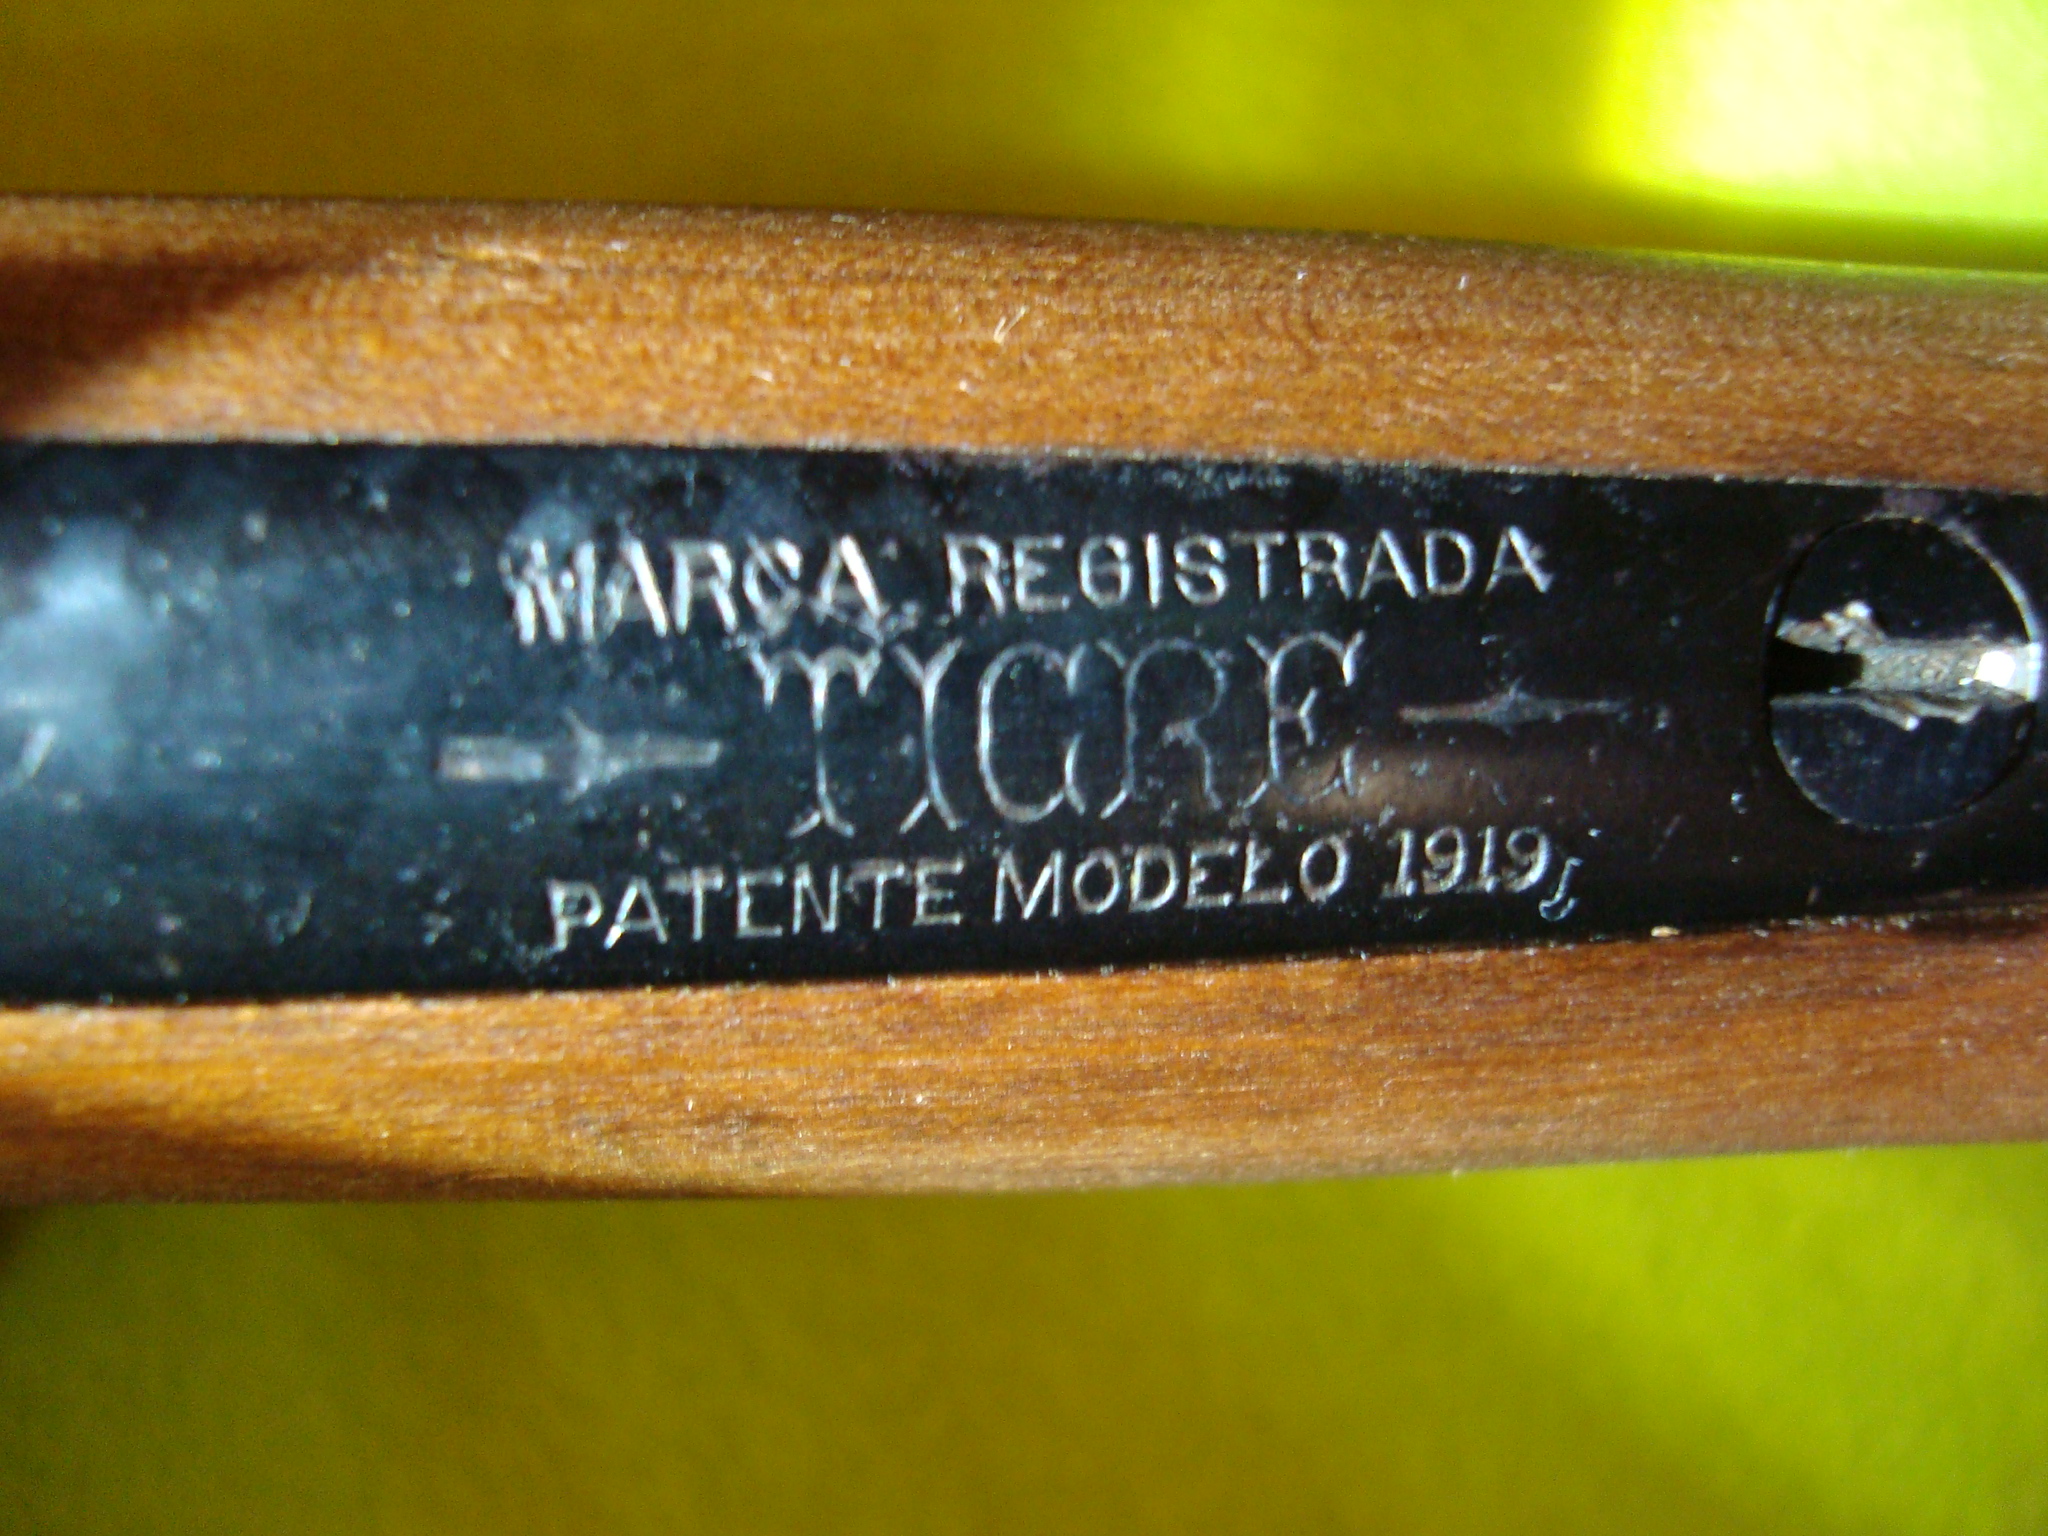 MARCA REGISTRADA
TIGRE
PATENTE MODELO 1919